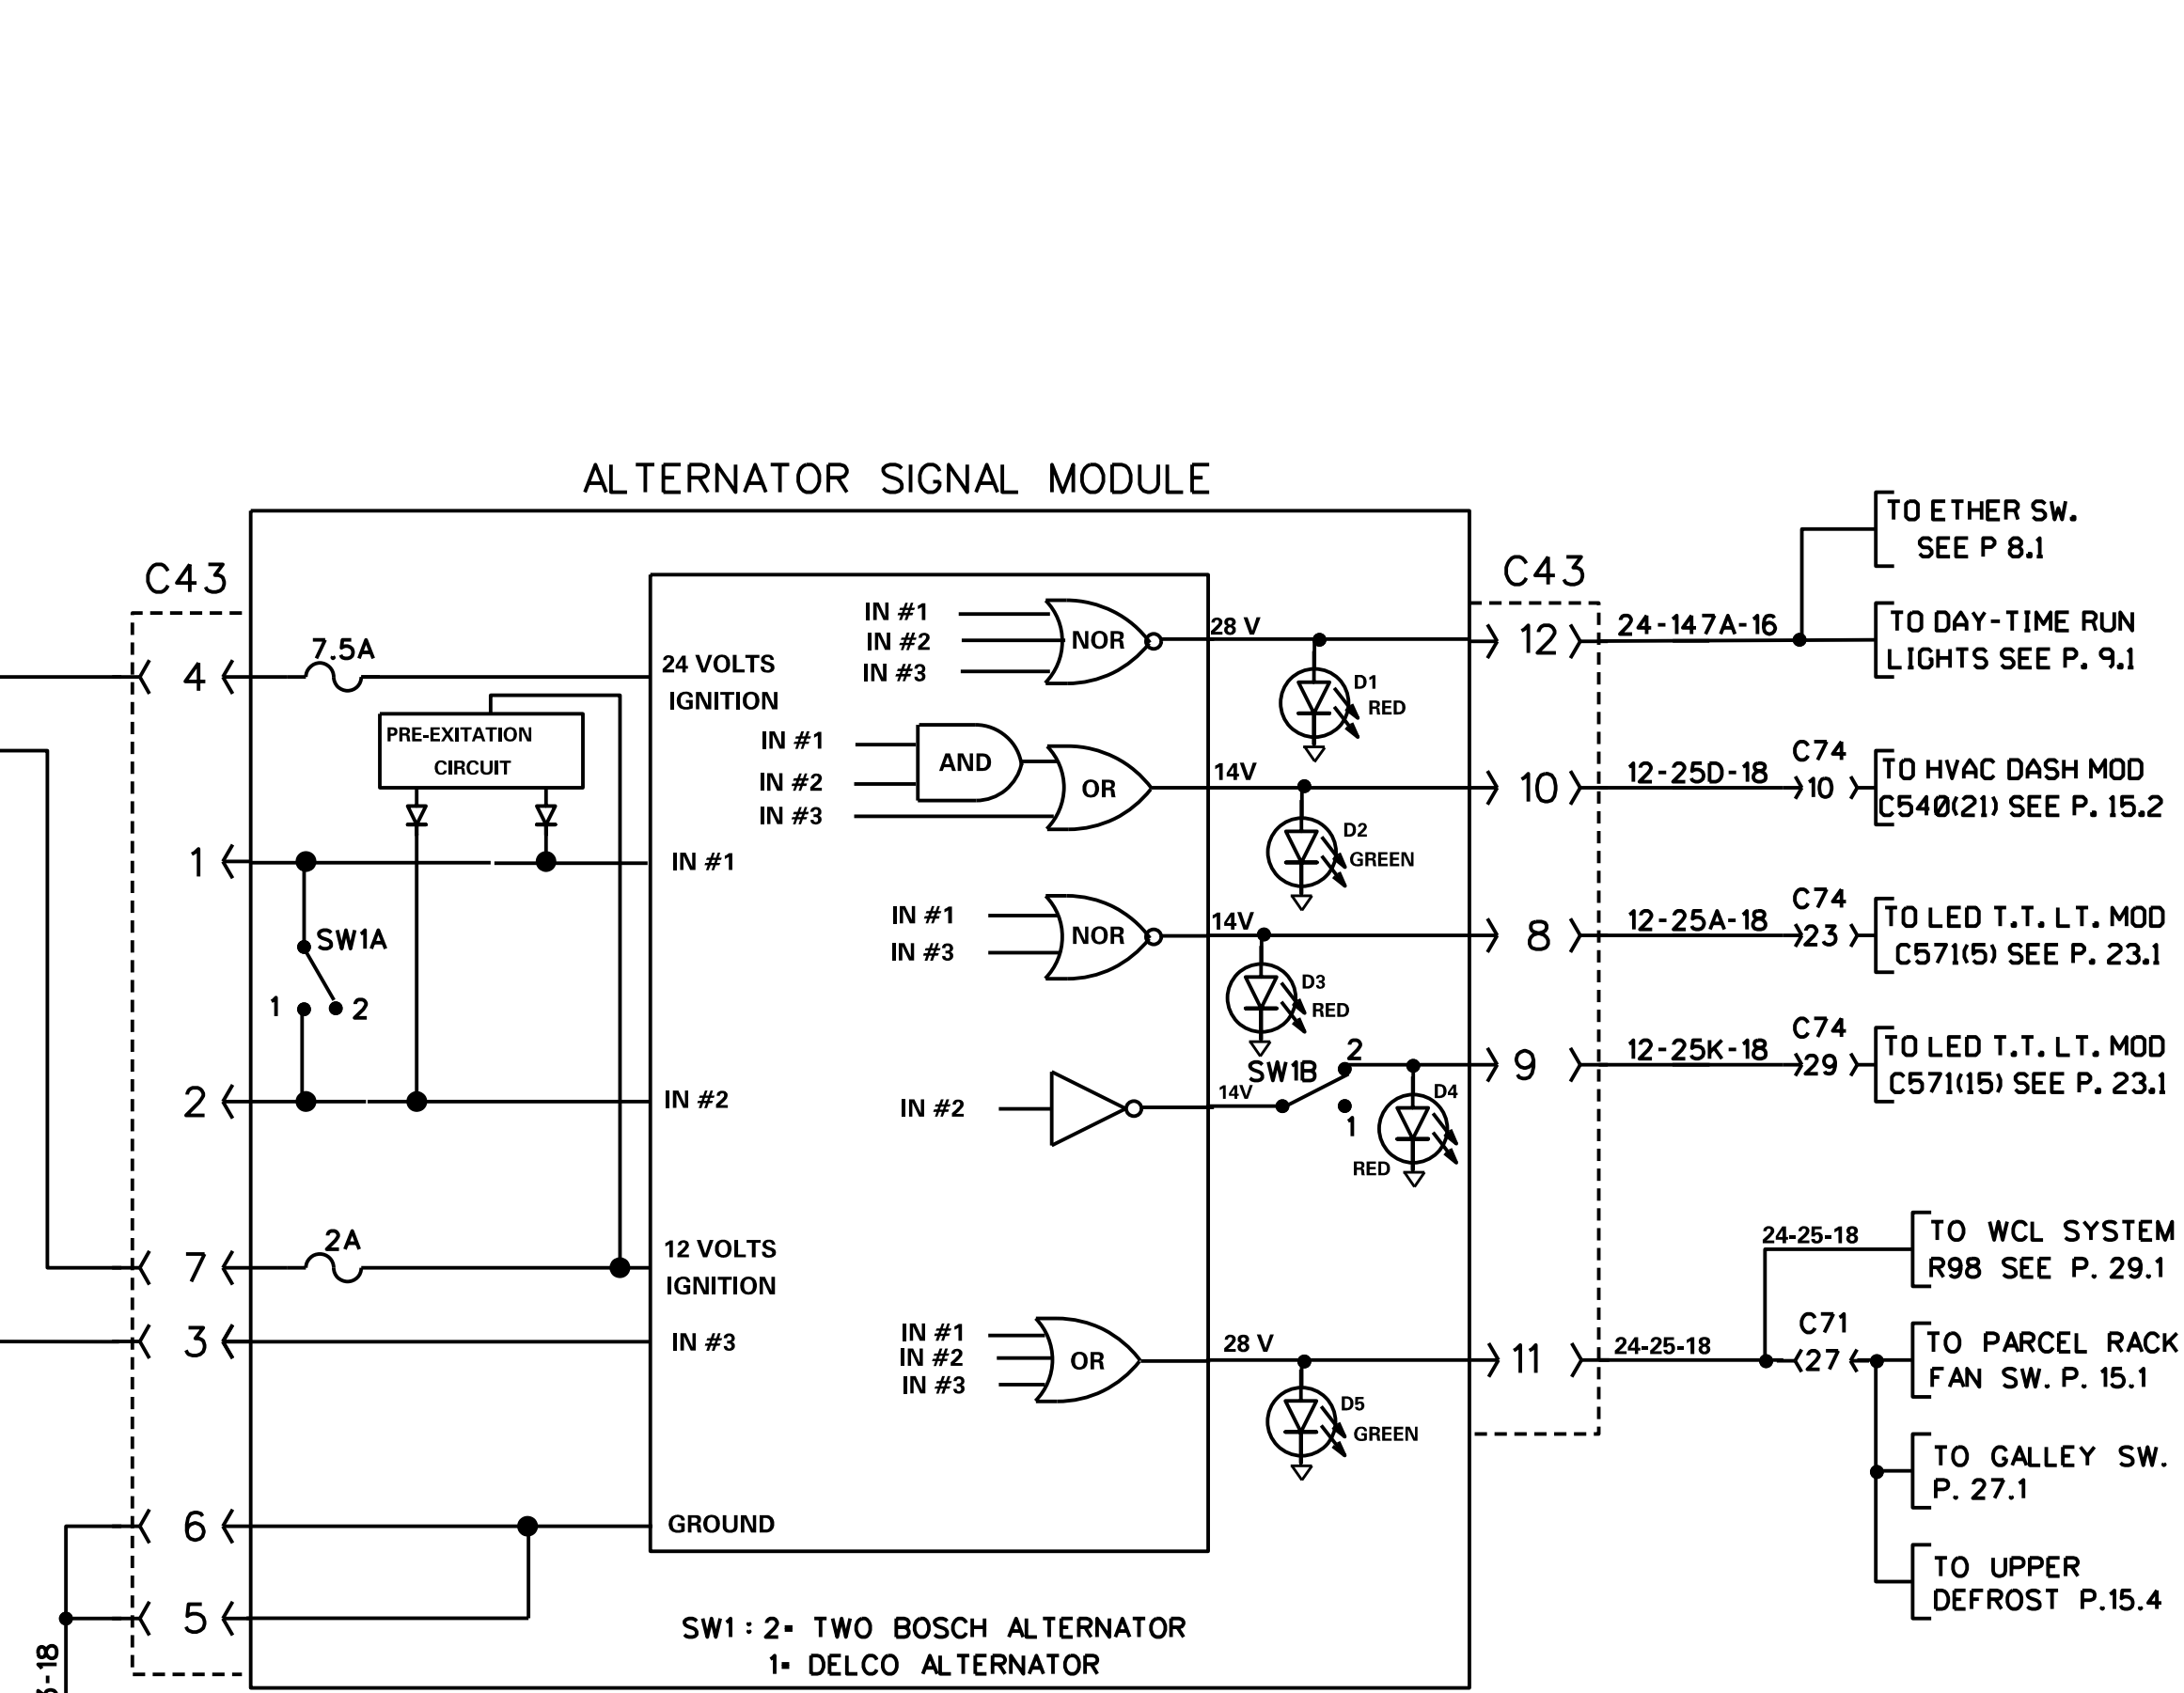 ALTERNATOR SIGNAL MODULE
C43
4
7.5A
PRE-EXITATION
CIRCUIT
1
SW1A
1
2
2
7
2A
3
6
5
24 VOLTS
IGNITION
IN #1
IN #2
12 VOLTS
IGNITION
IN #3
GROUND
IN #1
IN #2
IN #3
NOR
28 V
D1
RED
IN #1
IN #2
IN #3
AND
OR
14V
D2
GREEN
IN #1
IN #3
NOR
14V
D3
RED
IN #2
14V
SW1B
2
1
D4
RED
IN #1
IN #2
IN #3
OR
28 V
D5
GREEN
SW1 : 2- TWO BOSCH ALTERNATOR
1- DELCO ALTERNATOR
C43
12
24-147A-16
TO ETHER SW.
SEE P 8.1
TO DAY-TIME RUN
LIGHTS SEE P. 9.1
10
12-25D-18
C74
10
TO HVAC DASH MOD
C540(21) SEE P. 15.2
8
12-25A-18
C74
23
TO LED T.T. LT. MOD
C571(5) SEE P. 23.1
9
12-25K-18
C74
29
TO LED T.T. LT. MOD
C571(15) SEE P. 23.1
11
24-25-18
24-25-18
TO WCL SYSTEM
R98 SEE P. 29.1
C71
27
TO PARCEL RACK
FAN SW. P. 15.1
TO GALLEY SW.
P. 27.1
TO UPPER
DEFROST P.15.4
-18